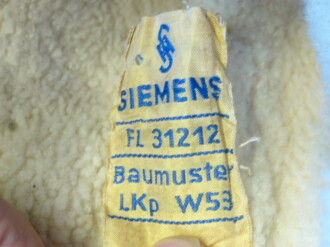 SIEMENS
FL 31212
Baumuster
LKp W53